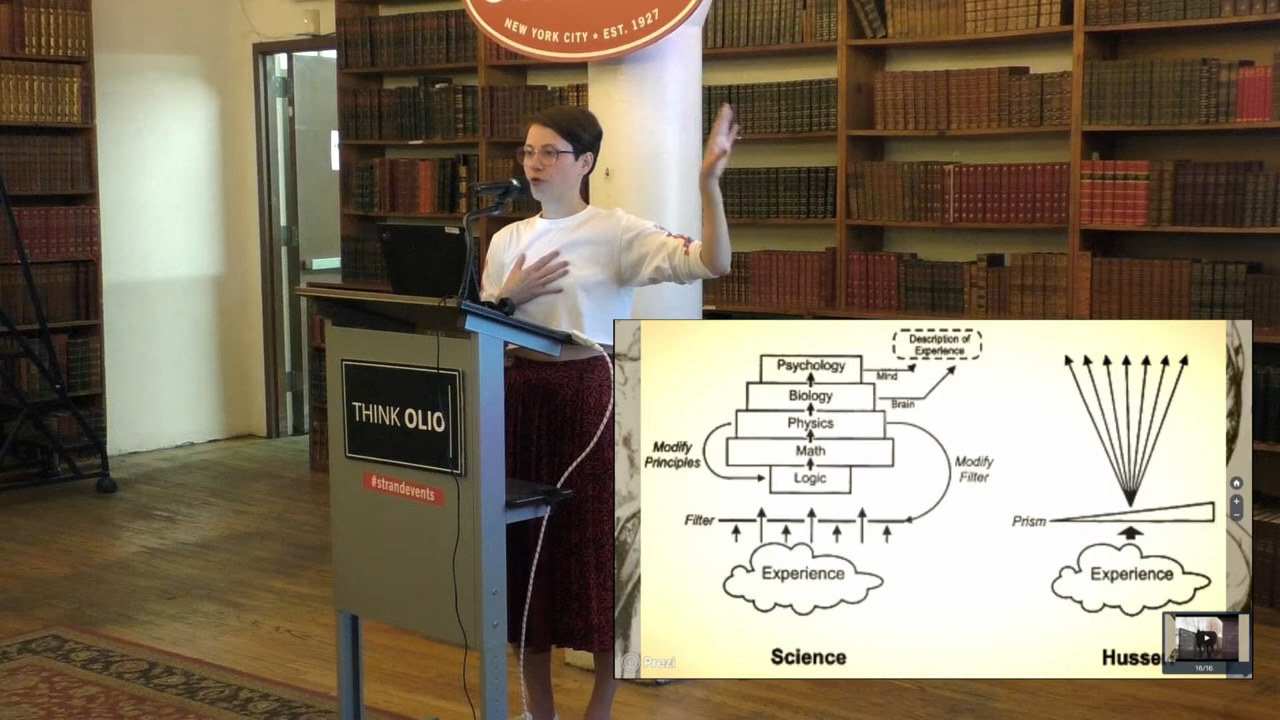 NEW YORK CITY ★ EST. 1927
THINK OLIO
#strandevents
Description of
Experience
Psychology
Mind
Biology
Brain
Physics
Modify
Principles
Math
Modify
Filter
Logic
Filter
Prism
Experience
Experience
Science
Husse
Prezi
16/16